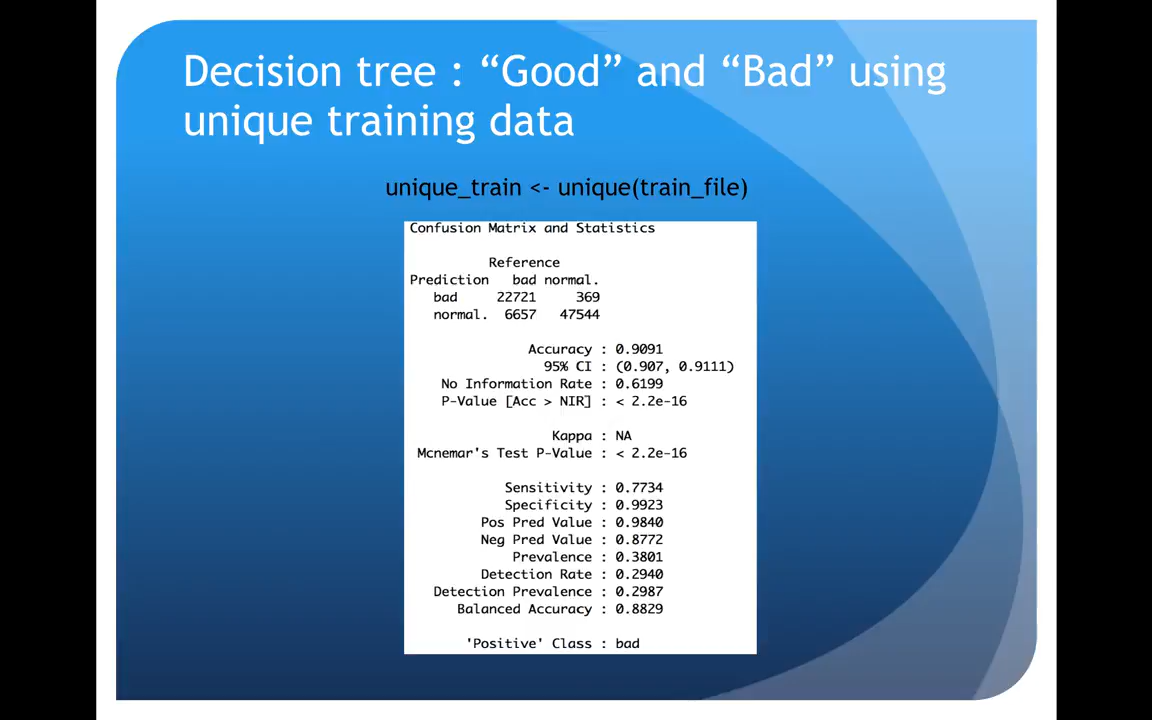 Decision tree : “Good” and “Bad” using
unique training data
unique_train <- unique(train_file)
Confusion Matrix and Statistics
Reference
Prediction bad normal.
bad 22721 369
normal. 6657 47544
Accuracy : 0.9091
95% CI : (0.907, 0.9111)
No Information Rate : 0.6199
P-Value [Acc > NIR] : < 2.2e-16
Kappa : NA
Mcnemar's Test P-Value : < 2.2e-16
Sensitivity : 0.7734
Specificity : 0.9923
Pos Pred Value : 0.9840
Neg Pred Value : 0.8772
Prevalence : 0.3801
Detection Rate : 0.2940
Detection Prevalence : 0.2987
Balanced Accuracy : 0.8829
'Positive' Class : bad